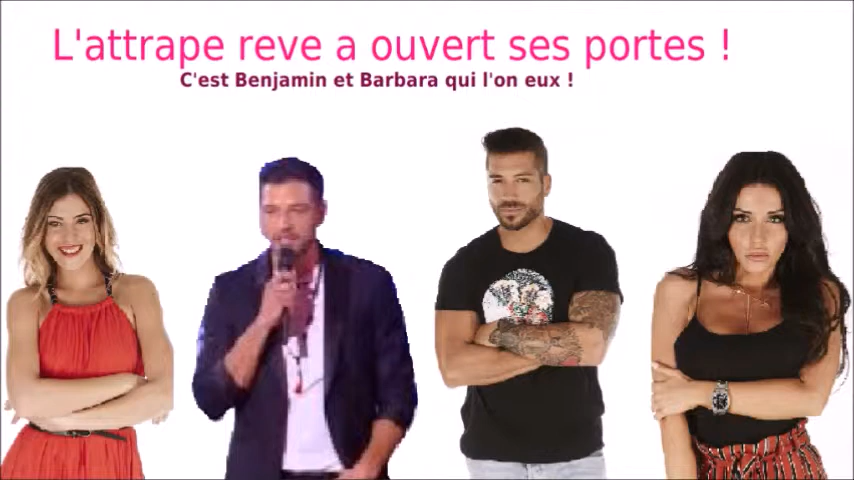 L'attrape reve a ouvert ses portes !
C'est Benjamin et Barbara qui l'on eux !